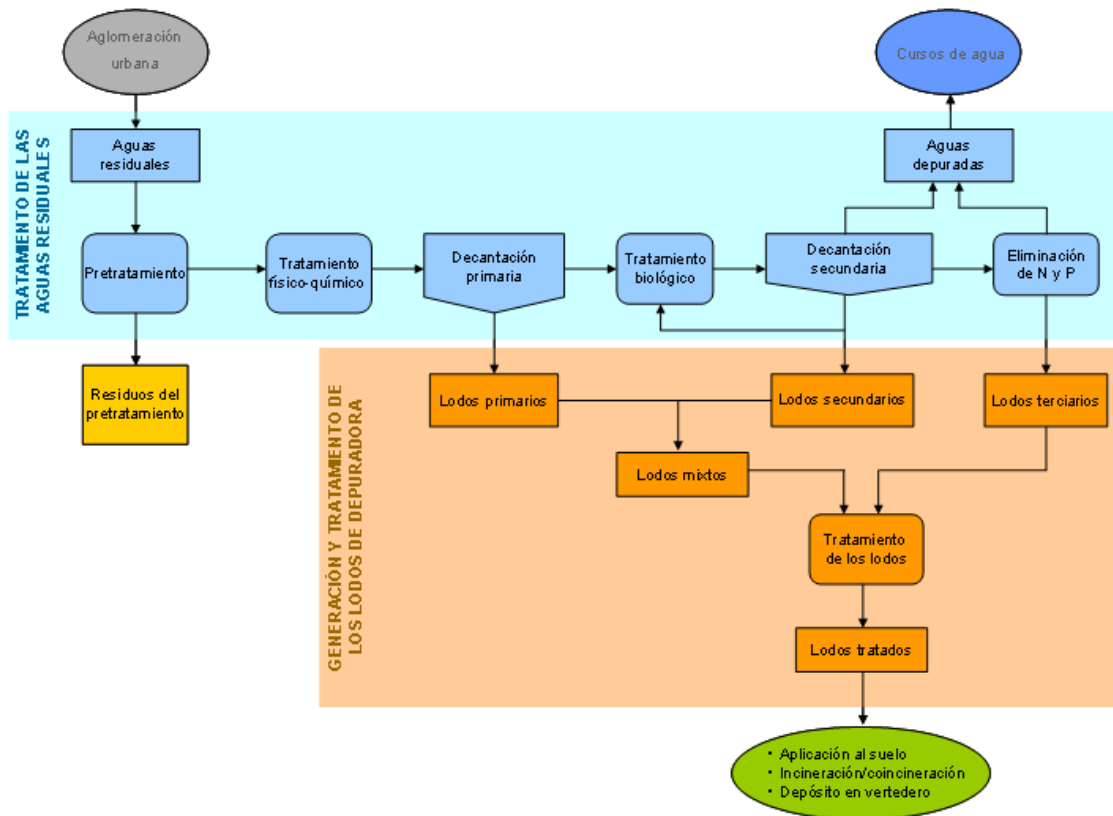 Aglomeración
urbana
Cursos de agua
TRATAMIENTO DE LAS
AGUAS RESIDUALES
Aguas
residuales
Aguas
depuradas
Pretratamiento
Tratamiento
físico-químico
Decantación
primaria
Tratamiento
biológico
Decantación
secundaria
Eliminación
de N y P
Residuos del
pretratamiento
GENERACIÓN Y TRATAMIENTO DE
LOS LODOS DE DEPURADORA
Lodos primarios
Lodos secundarios
Lodos terciarios
Lodos mixtos
Tratamiento
de los lodos
Lodos tratados
• Aplicación al suelo
• Incineración/coincineración
• Depósito en vertedero